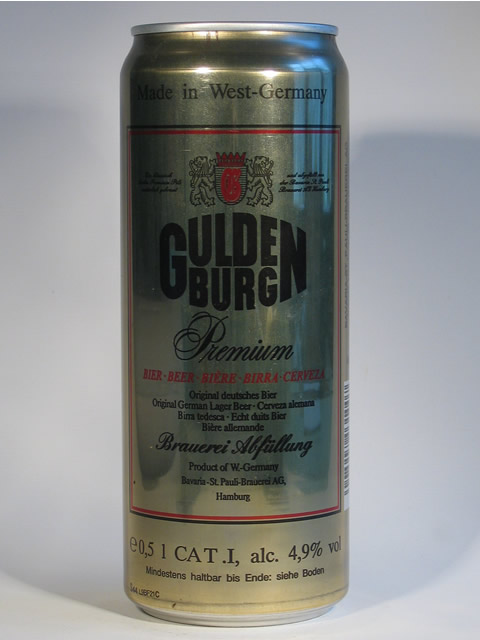 Made in West-Germany
GULDEN
BURG
Premium
BIER·BEER·BIÈRE·BIRRA·CERVEZA
Original deutsches Bier
Original German Lager Beer · Cerveza alemana
Birra tedesca · Echt duits Bier
Bière allemande
Brauerei Abfüllung
Product of W.-Germany
Bavaria-St. Pauli-Brauerei AG,
Hamburg
℮0,5 l CAT.I, alc. 4,9% vol
Mindestens haltbar bis Ende: siehe Boden